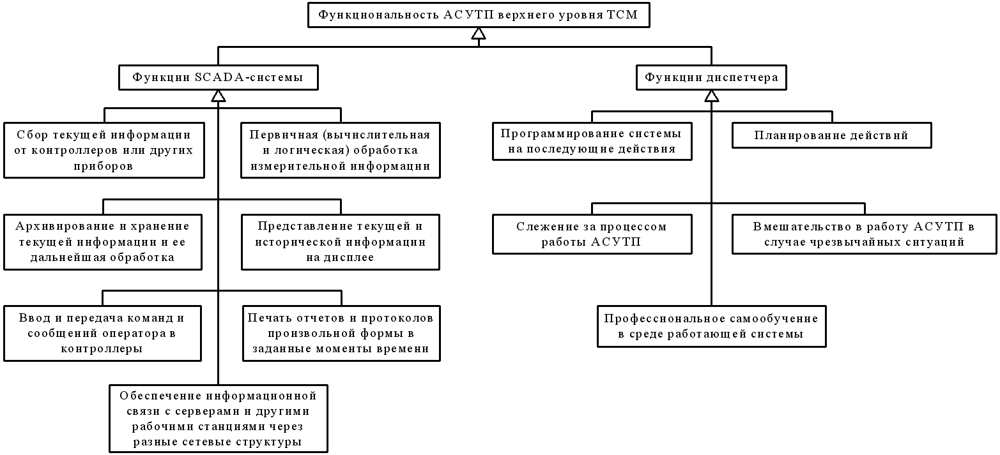 Функциональность АСУТП верхнего уровня ТСМ
Функции SCADA-системы
Функции диспетчера
Сбор текущей информации
от контроллеров или других
приборов
Первичная (вычислительная
и логическая) обработка
измерительной информации
Программирование системы
на последующие действия
Планирование действий
Архивирование и хранение
текущей информации и ее
дальнейшая обработка
Представление текущей и
исторической информации
на дисплее
Слежение за процессом
работы АСУТП
Вмешательство в работу АСУТП в
случае чрезвычайных ситуаций
Ввод и передача команд и
сообщений оператора в
контроллеры
Печать отчетов и протоколов
произвольной формы в
заданные моменты времени
Профессиональное самообучение
в среде работающей системы
Обеспечение информационной
связи с серверами и другими
рабочими станциями через
разные сетевые структуры